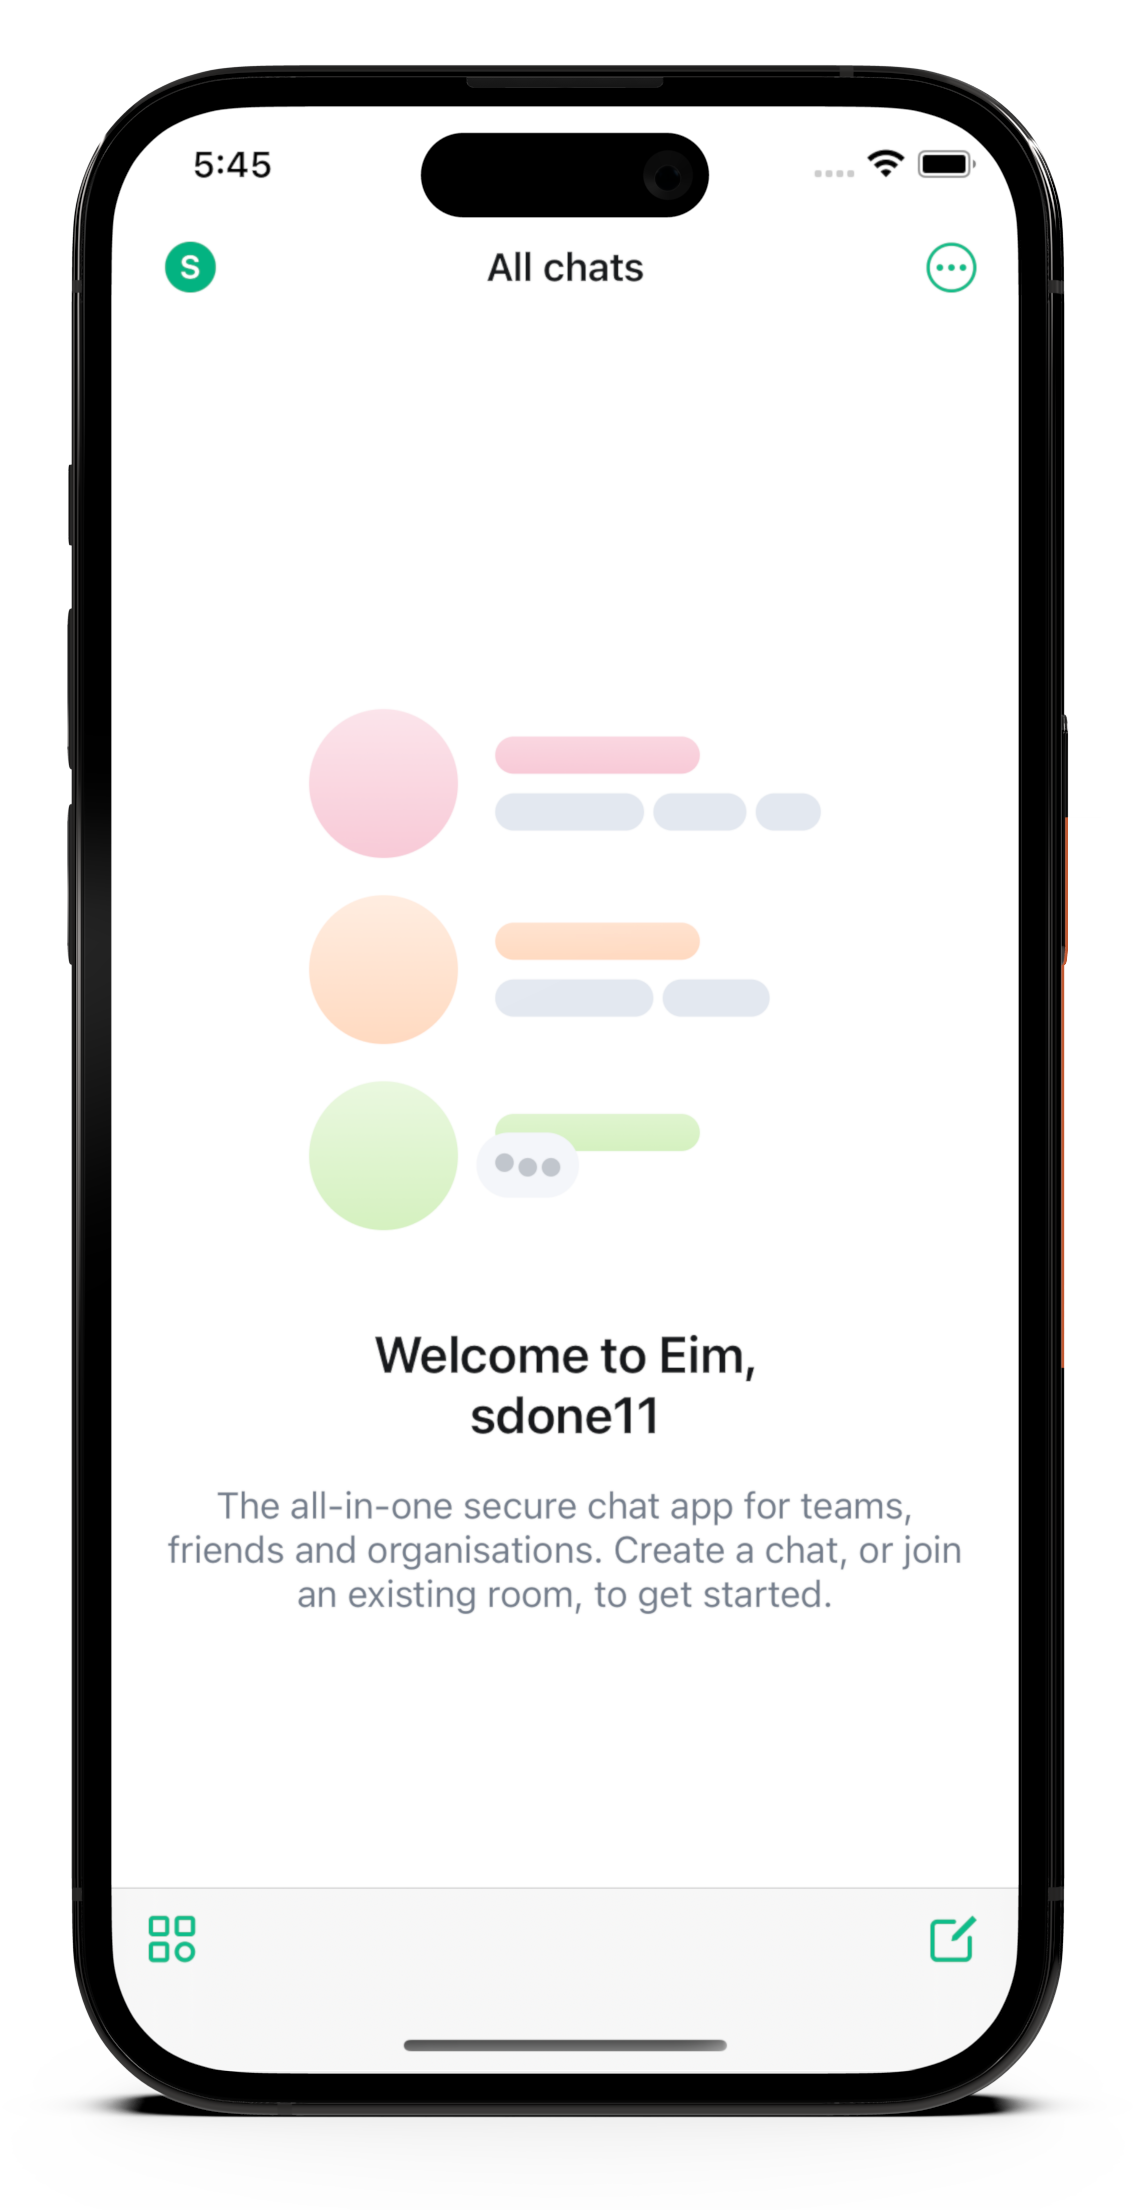 5:45
S
All chats
Welcome to Eim,
sdone11
The all-in-one secure chat app for teams,
friends and organisations. Create a chat, or join
an existing room, to get started.